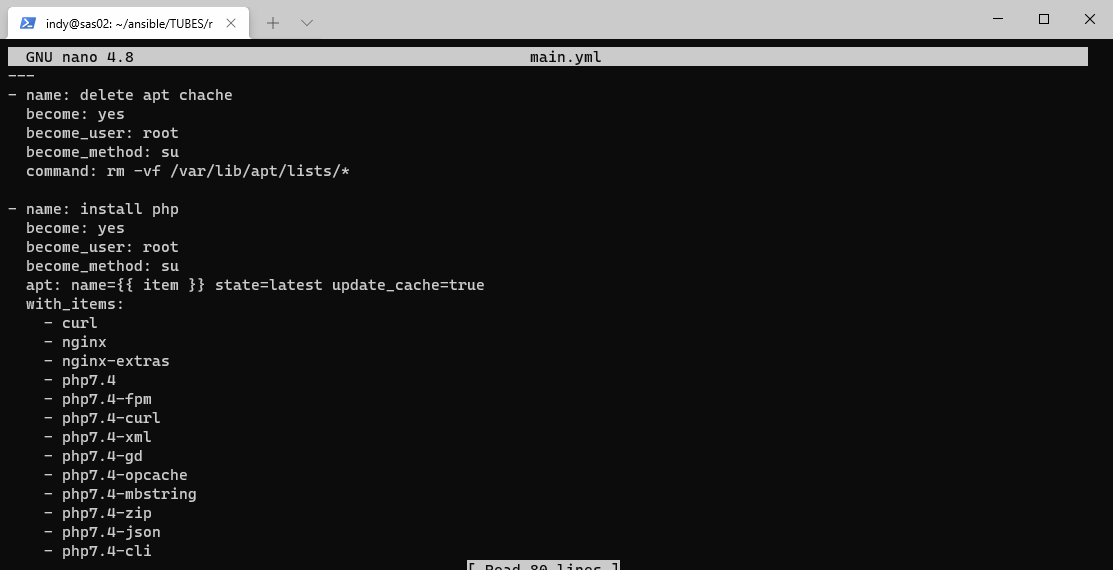 indy@sas02: ~/ansible/TUBES/r
GNU nano 4.8 main.yml
---
- name: delete apt chache
  become: yes
  become_user: root
  become_method: su
  command: rm -vf /var/lib/apt/lists/*
- name: install php
  become: yes
  become_user: root
  become_method: su
  apt: name={{ item }} state=latest update_cache=true
  with_items:
    - curl
    - nginx
    - nginx-extras
    - php7.4
    - php7.4-fpm
    - php7.4-curl
    - php7.4-xml
    - php7.4-gd
    - php7.4-opcache
    - php7.4-mbstring
    - php7.4-zip
    - php7.4-json
    - php7.4-cli
[ Read 80 lines ]